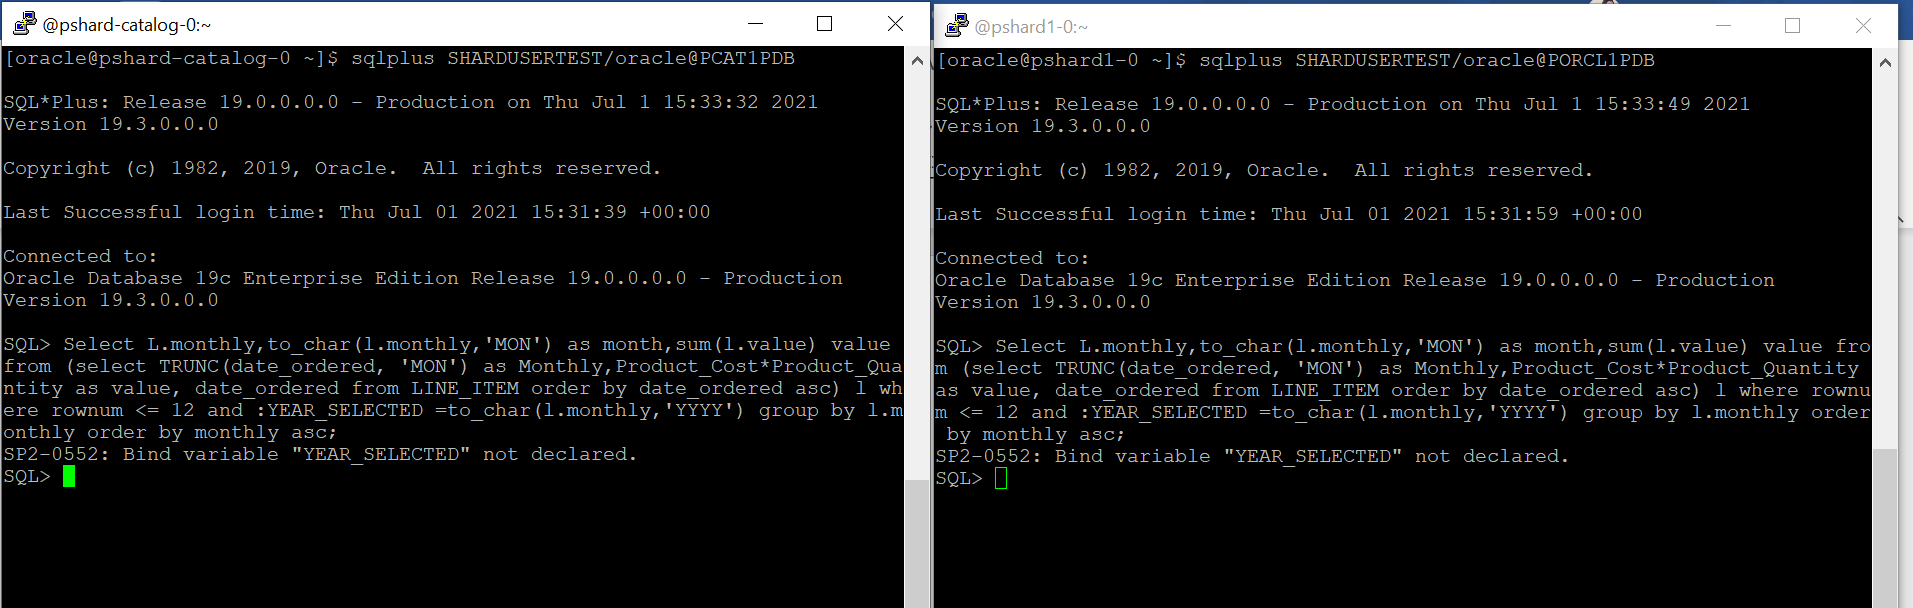 @pshard-catalog-0:~
[oracle@pshard-catalog-0 ~]$ sqlplus SHARDUSERTEST/oracle@PCAT1PDB
SQL*Plus: Release 19.0.0.0.0 - Production on Thu Jul 1 15:33:32 2021
Version 19.3.0.0.0
Copyright (c) 1982, 2019, Oracle.  All rights reserved.
Last Successful login time: Thu Jul 01 2021 15:31:39 +00:00
Connected to:
Oracle Database 19c Enterprise Edition Release 19.0.0.0.0 - Production
Version 19.3.0.0.0
SQL> Select L.monthly,to_char(l.monthly,'MON') as month,sum(l.value) value
from (select TRUNC(date_ordered, 'MON') as Monthly,Product_Cost*Product_Qua
ntity as value, date_ordered from LINE_ITEM order by date_ordered asc) l wh
ere rownum <= 12 and :YEAR_SELECTED =to_char(l.monthly,'YYYY') group by l.m
onthly order by monthly asc;
SP2-0552: Bind variable "YEAR_SELECTED" not declared.
SQL>
@pshard1-0:~
[oracle@pshard1-0 ~]$ sqlplus SHARDUSERTEST/oracle@PORCL1PDB
SQL*Plus: Release 19.0.0.0.0 - Production on Thu Jul 1 15:33:49 2021
Version 19.3.0.0.0
Copyright (c) 1982, 2019, Oracle.  All rights reserved.
Last Successful login time: Thu Jul 01 2021 15:31:59 +00:00
Connected to:
Oracle Database 19c Enterprise Edition Release 19.0.0.0.0 - Production
Version 19.3.0.0.0
SQL> Select L.monthly,to_char(l.monthly,'MON') as month,sum(l.value) value fro
m (select TRUNC(date_ordered, 'MON') as Monthly,Product_Cost*Product_Quantity
as value, date_ordered from LINE_ITEM order by date_ordered asc) l where rownu
m <= 12 and :YEAR_SELECTED =to_char(l.monthly,'YYYY') group by l.monthly order
by monthly asc;
SP2-0552: Bind variable "YEAR_SELECTED" not declared.
SQL>